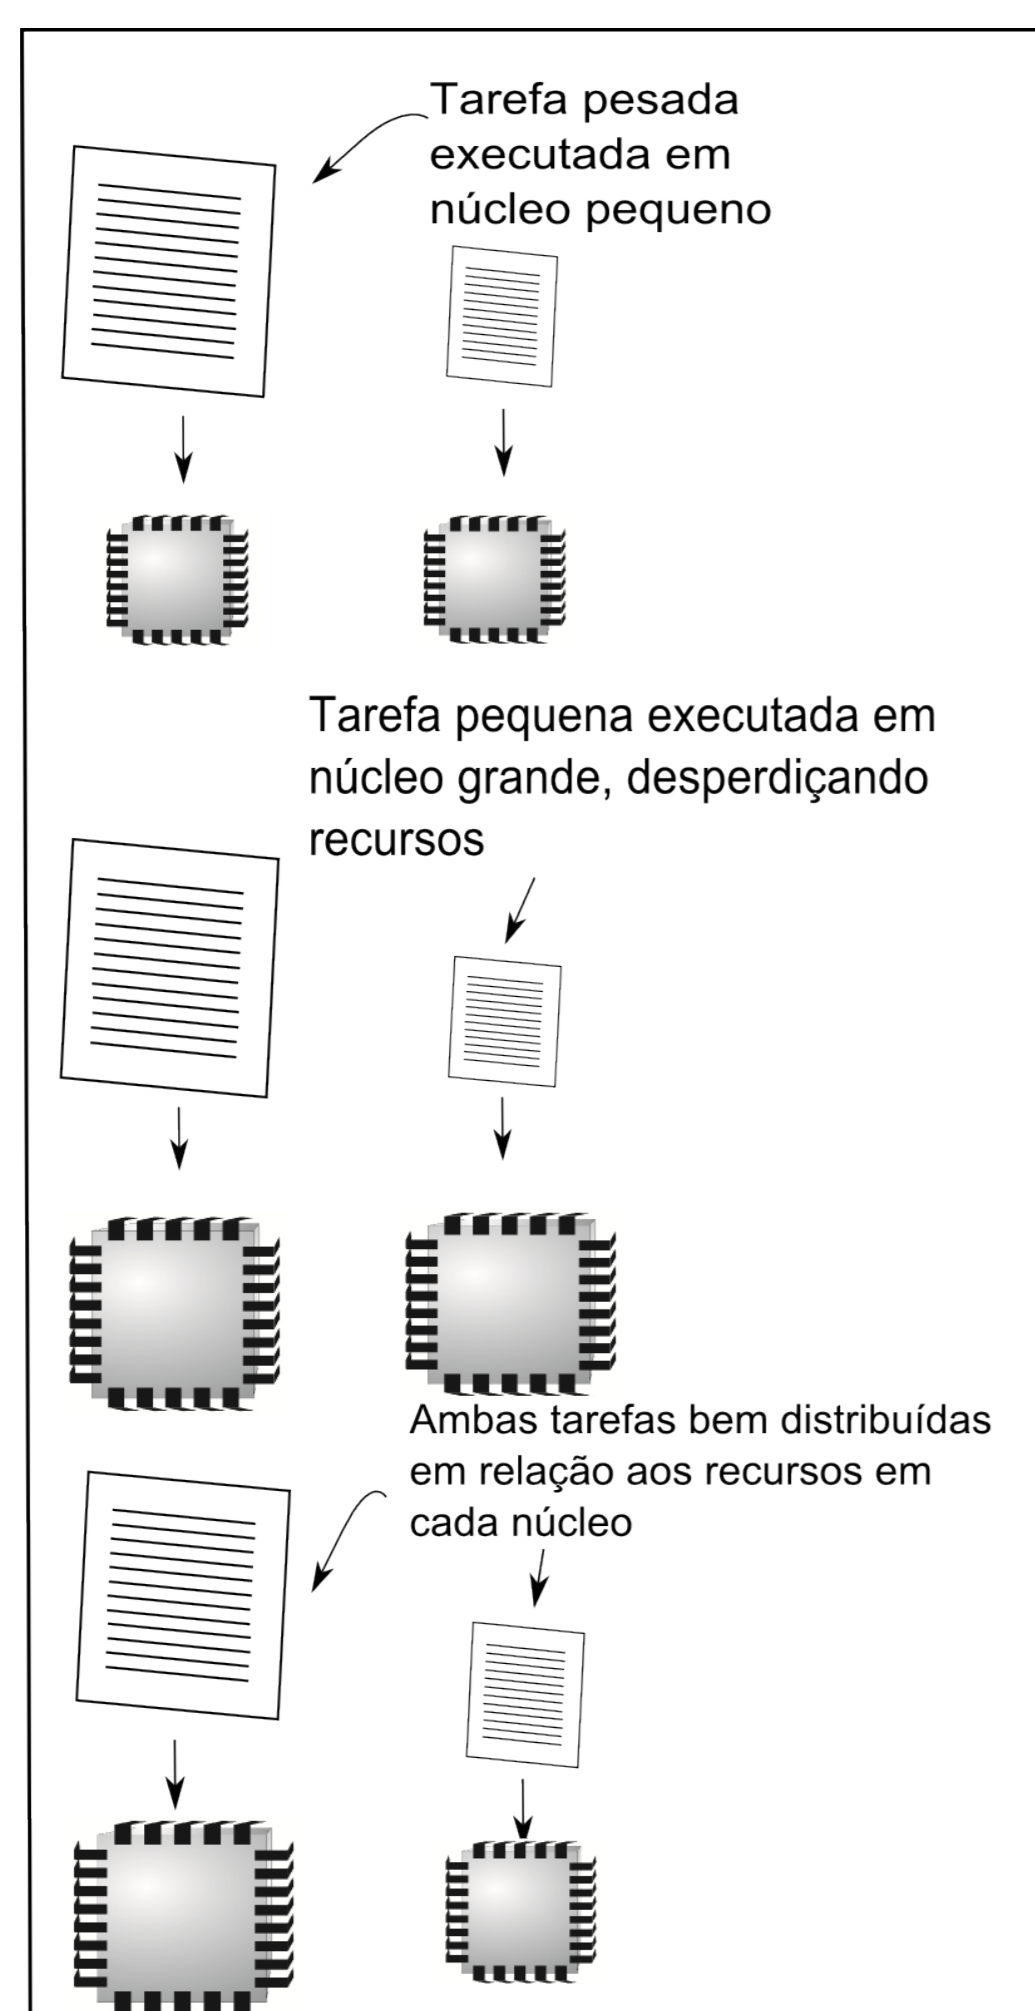 Tarefa pesada
executada em
núcleo pequeno
Tarefa pequena executada em
núcleo grande, desperdiçando
recursos
Ambas tarefas bem distribuídas
em relação aos recursos em
cada núcleo